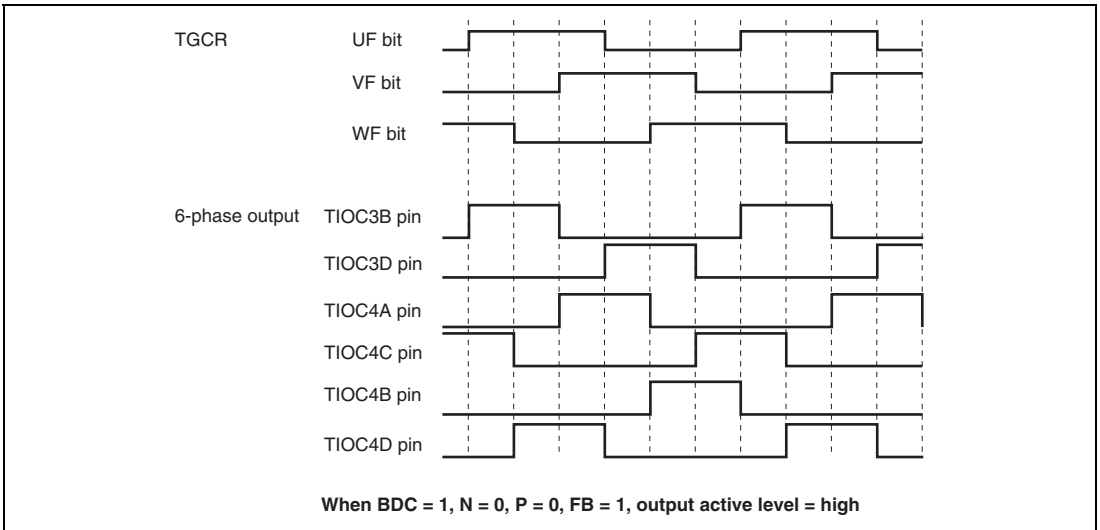 TGCR UF bit
VF bit
WF bit
6-phase output TIOC3B pin
TIOC3D pin
TIOC4A pin
TIOC4C pin
TIOC4B pin
TIOC4D pin
When BDC = 1, N = 0, P = 0, FB = 1, output active level = high